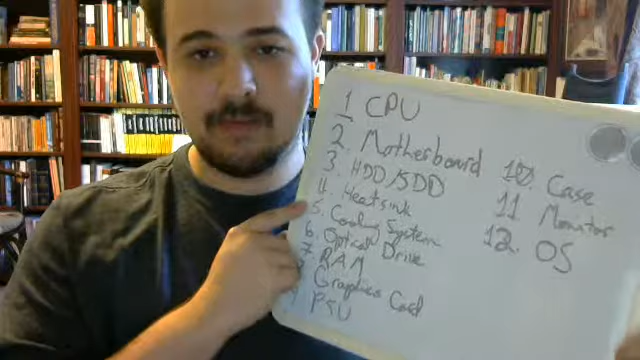 1 CPU
2. Motherboard
3. HDD/SDD
4. Heatsink
5. Cooling System
6. Optical Drive
7 RAM
Graphics Card
PSU
10. Case
11 Monitor
12. OS